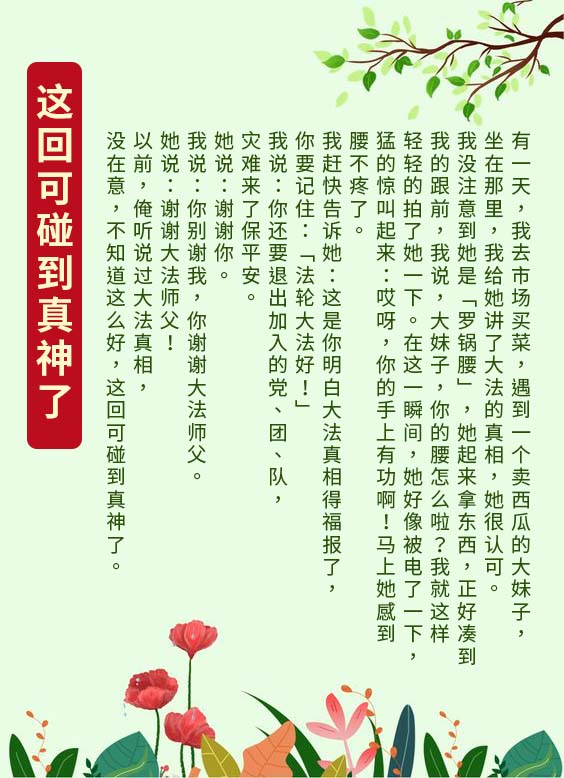 有一天，我去市场买菜，遇到一个卖西瓜的大妹子，
坐在那里，我给她讲了大法的真相，她很认可。
我没注意到她是「罗锅腰」，她起来拿东西，正好凑到
我的跟前，我说，大妹子，你的腰怎么啦？我就这样
轻轻的拍了她一下。在这一瞬间，她好像被电了一下，
猛的惊叫起来：哎呀，你的手上有功啊！马上她感到
腰不疼了。
我赶快告诉她：这是你明白大法真相得福报了，
你要记住：「法轮大法好！」
我说：你还要退出加入的党、团、队，
灾难来了保平安。
她说：谢谢你。
我说：你别谢我，你谢谢大法师父。
她说：谢谢大法师父！
以前，俺听说过大法真相，
没在意，不知道这么好，这回可碰到真神了。
这回可碰到真神了